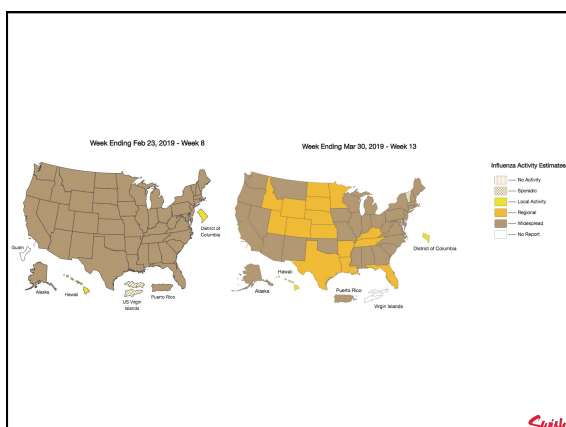 Week Ending Feb 23, 2019 - Week 8
District of
Columbia
Guam
Alaska
Hawaii
US Virgin
Islands
Puerto Rico
Week Ending Mar 30, 2019 - Week 13
District of Columbia
Alaska
Hawaii
Puerto Rico
Virgin Islands
Influenza Activity Estimates
No Activity
Sporadic
Local Activity
Regional
Widespread
No Report